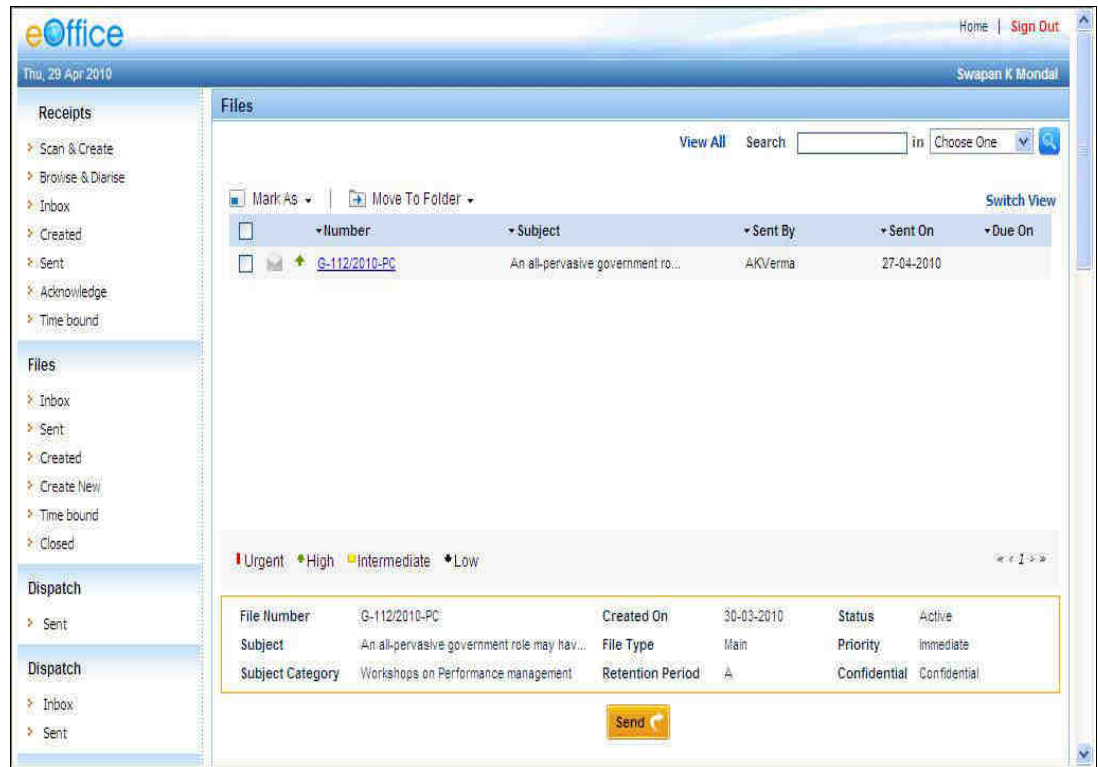 eOffice
Home | Sign Out
Thu, 29 Apr 2010
Swapan K Mondal
Receipts
Scan & Create
Browse & Diarise
Inbox
Created
Sent
Acknowledge
Time bound
Files
Inbox
Sent
Created
Create New
Time bound
Closed
Dispatch
Sent
Dispatch
Inbox
Sent
Files
View All Search in Choose One
Mark As | Move To Folder
Switch View
Number Subject Sent By Sent On Due On
G-112/2010-PC An all-pervasive government ro... AKVerma 27-04-2010
Urgent High Intermediate Low
« < 1 > »
File Number G-112/2010-PC Created On 30-03-2010 Status Active
Subject An all-pervasive government role may hav... File Type Main Priority Immediate
Subject Category Workshops on Performance management Retention Period A Confidential Confidential
Send